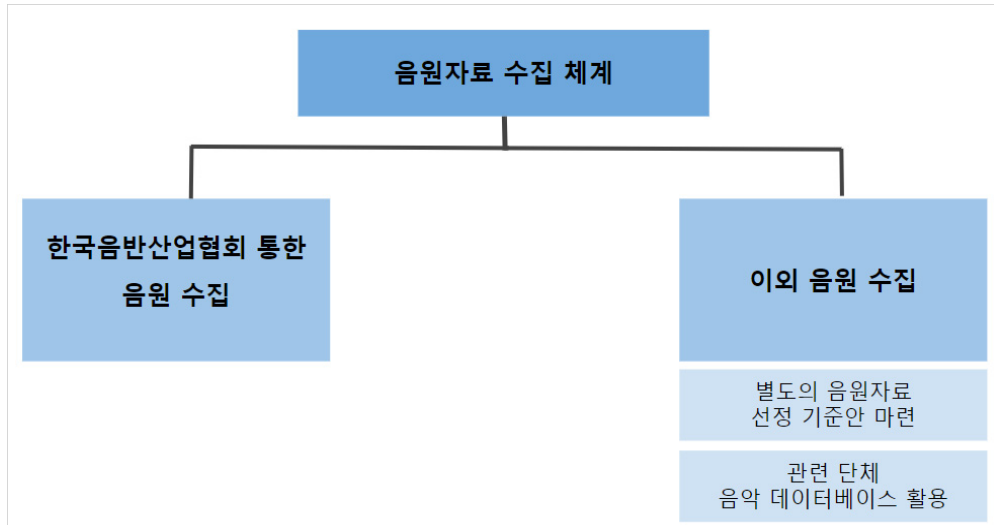 음원자료 수집 체계
한국음반산업협회 통한
음원 수집
이외 음원 수집
별도의 음원자료
선정 기준안 마련
관련 단체
음악 데이터베이스 활용